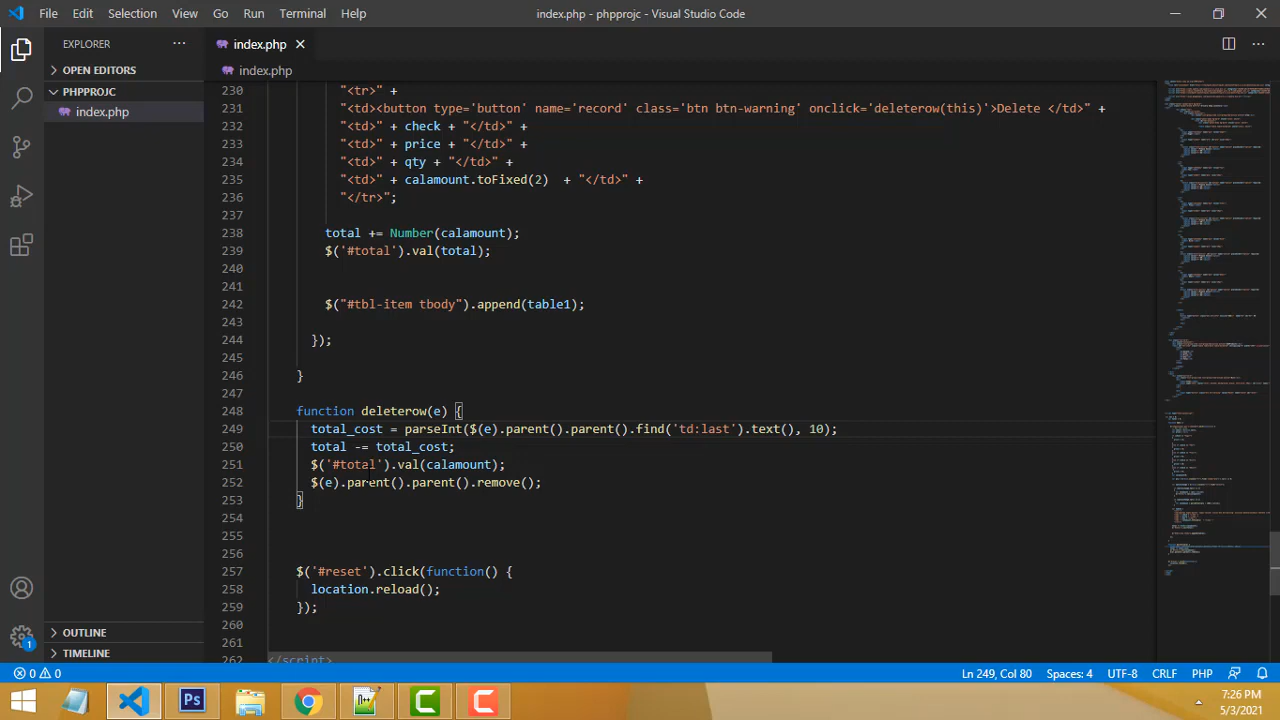 File Edit Selection View Go Run Terminal Help
index.php - phpprojc - Visual Studio Code
EXPLORER
OPEN EDITORS
PHPPROJC
index.php
OUTLINE
TIMELINE
index.php
index.php
230 "<tr>" +
231 "<td><button type='button' name='record' class='btn btn-warning' onclick='deleterow(this)'>Delete </td>" +
232 "<td>" + check + "</td>" +
233 "<td>" + price + "</td>" +
234 "<td>" + qty + "</td>" +
235 "<td>" + calamount.toFixed(2)  + "</td>" +
236 "</tr>";
237
238 total += Number(calamount);
239 $('#total').val(total);
240
241
242 $("#tbl-item tbody").append(table1);
243
244 });
245
246 }
247
248 function deleterow(e) {
249 total_cost = parseInt($(e).parent().parent().find('td:last').text(), 10);
250 total -= total_cost;
251 $('#total').val(calamount);
252 $(e).parent().parent().remove();
253 }
254
255
256
257 $('#reset').click(function() {
258 location.reload();
259 });
260
261
262 </script>
1
0 0
Ln 249, Col 80 Spaces: 4 UTF-8 CRLF PHP
Ps
C
C
7:26 PM
5/3/2021